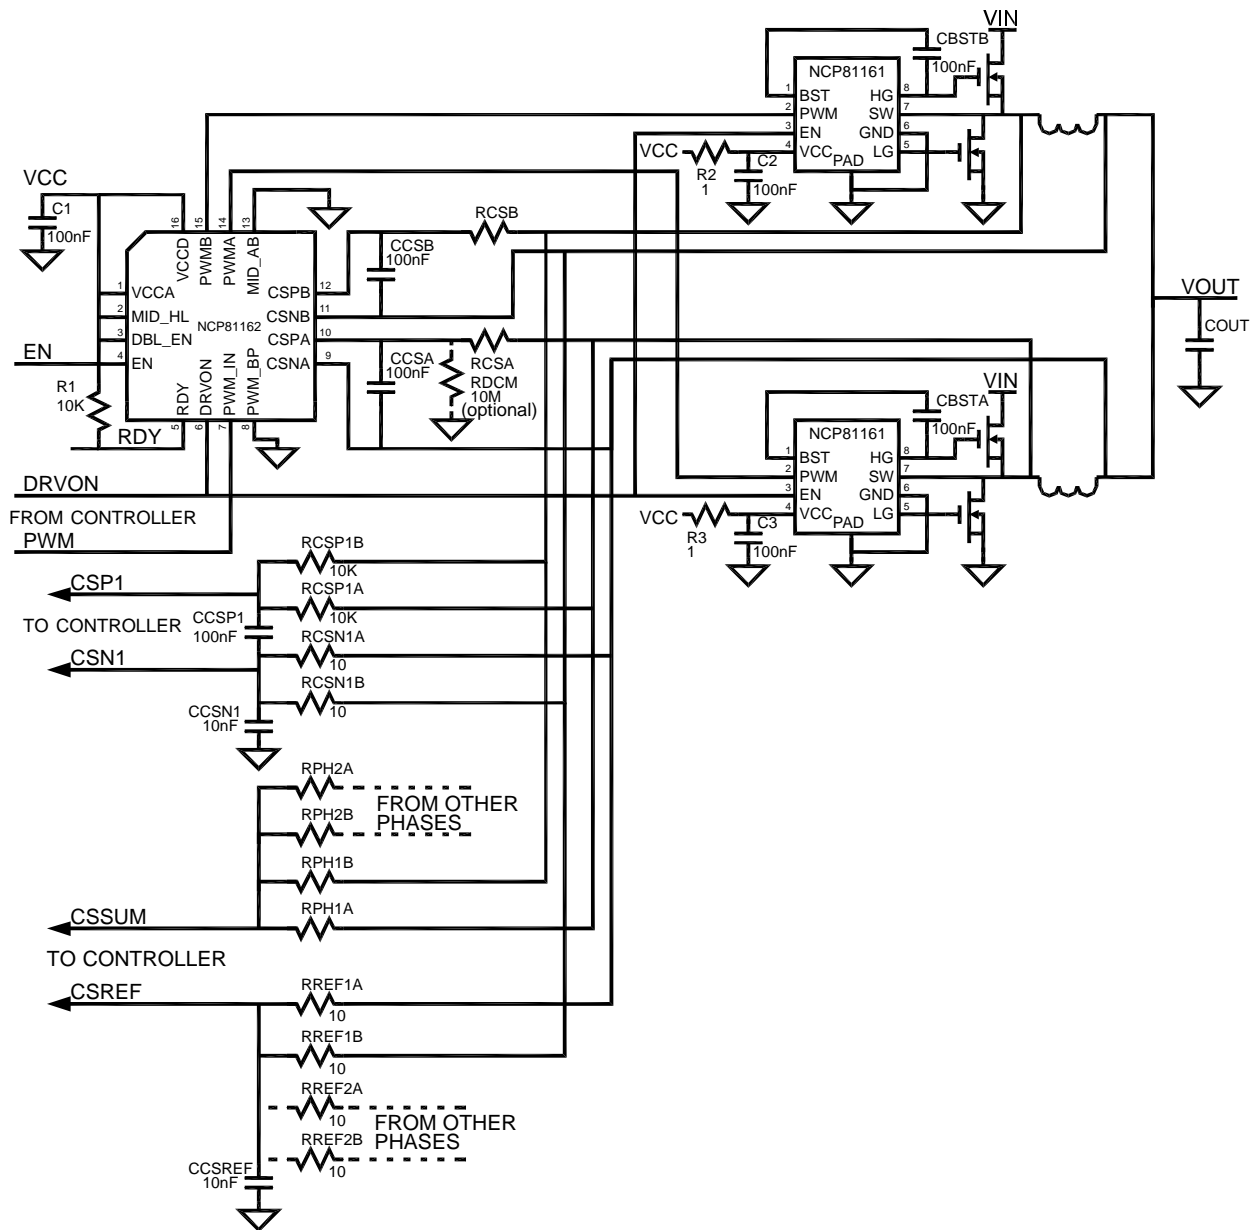 VIN
CBSTB
100nF
NCP81161
1
BST
HG
8
2
PWM
SW
7
3
EN
GND
6
4
VCC
PAD
LG
5
VCC
R2
1
C2
100nF
VCC
C1
100nF
16
15
14
13
VCCD
PWMB
PWMA
MID_AB
RCSB
CCSB
100nF
1
VCCA
CSPB
12
2
MID_HL
CSNB
11
NCP81162
3
DBL_EN
CSPA
10
EN
4
EN
CSNA
9
RDY
DRVON
PWM_IN
PWM_BP
5
6
7
8
R1
10K
RDY
CCSA
100nF
RCSA
RDCM
10M
(optional)
VOUT
COUT
VIN
CBSTA
100nF
NCP81161
1
BST
HG
8
2
PWM
SW
7
3
EN
GND
6
4
VCC
PAD
LG
5
VCC
R3
1
C3
100nF
DRVON
FROM CONTROLLER
PWM
RCSP1B
10K
CSP1
RCSP1A
10K
CCSP1
100nF
TO CONTROLLER
RCSN1A
10
CSN1
RCSN1B
10
CCSN1
10nF
RPH2A
FROM OTHER
PHASES
RPH2B
RPH1B
CSSUM
RPH1A
TO CONTROLLER
CSREF
RREF1A
10
RREF1B
10
RREF2A
10
FROM OTHER
PHASES
RREF2B
10
CCSREF
10nF